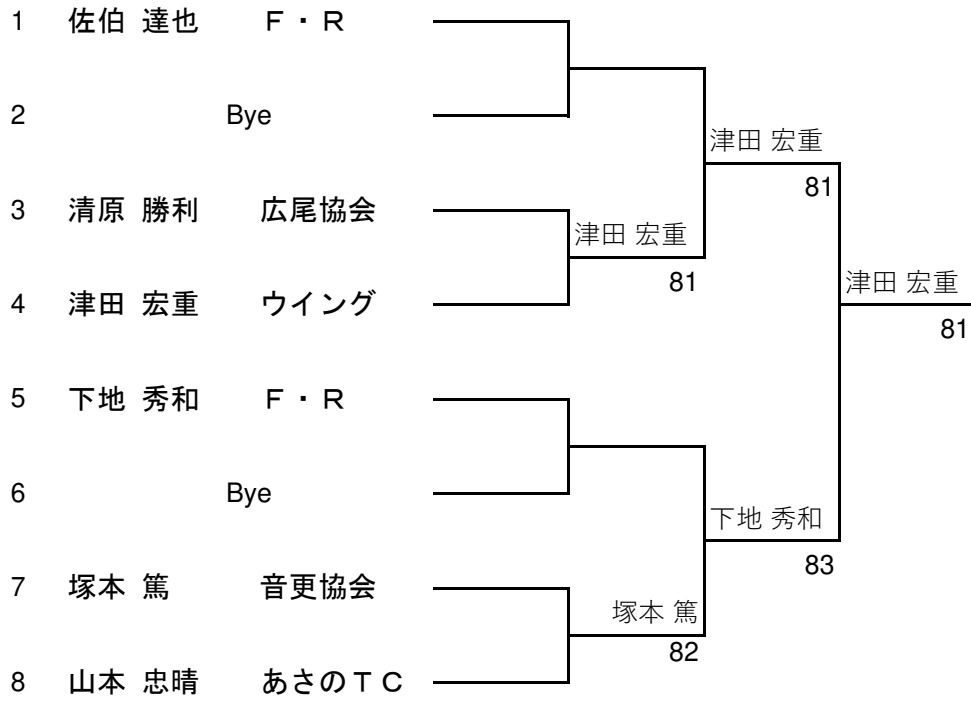 1 佐伯 達也 Ｆ・Ｒ
2 Bye
津田 宏重
81
3 清原 勝利 広尾協会
津田 宏重
81
津田 宏重
81
4 津田 宏重 ウイング
5 下地 秀和 Ｆ・Ｒ
6 Bye
下地 秀和
83
7 塚本 篤 音更協会
塚本 篤
82
8 山本 忠晴 あさのＴＣ